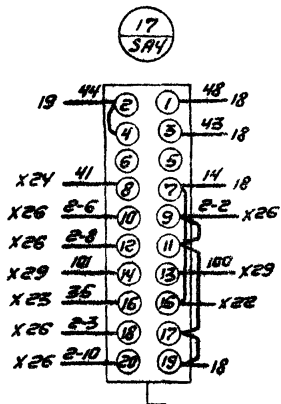 17
SA4
19 44 2 1 48 18
4 3 43 18
6 5
X24 41 8 7 14 18
X26 2-6 10 9 2-2 X26
X26 2-8 12 11
X29 101 14 13 100 X29
X23 36 16 15 X22
X26 2-3 18 17
X26 2-10 20 19 18